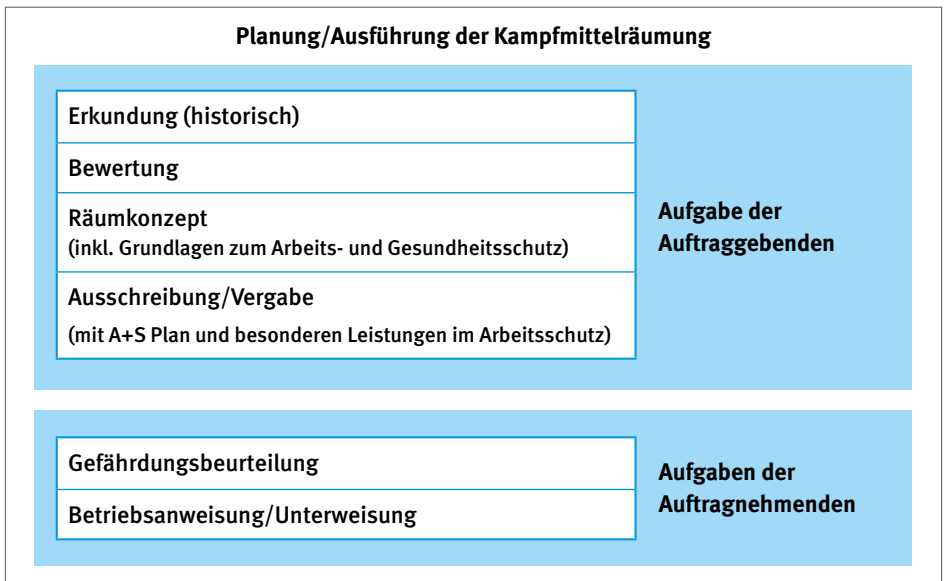 Planung/Ausführung der Kampfmittelräumung
Erkundung (historisch)
Bewertung
Räumkonzept
(inkl. Grundlagen zum Arbeits- und Gesundheitsschutz)
Ausschreibung/Vergabe
(mit A+S Plan und besonderen Leistungen im Arbeitsschutz)
Aufgabe der
Auftraggebenden
Gefährdungsbeurteilung
Betriebsanweisung/Unterweisung
Aufgaben der
Auftragnehmenden